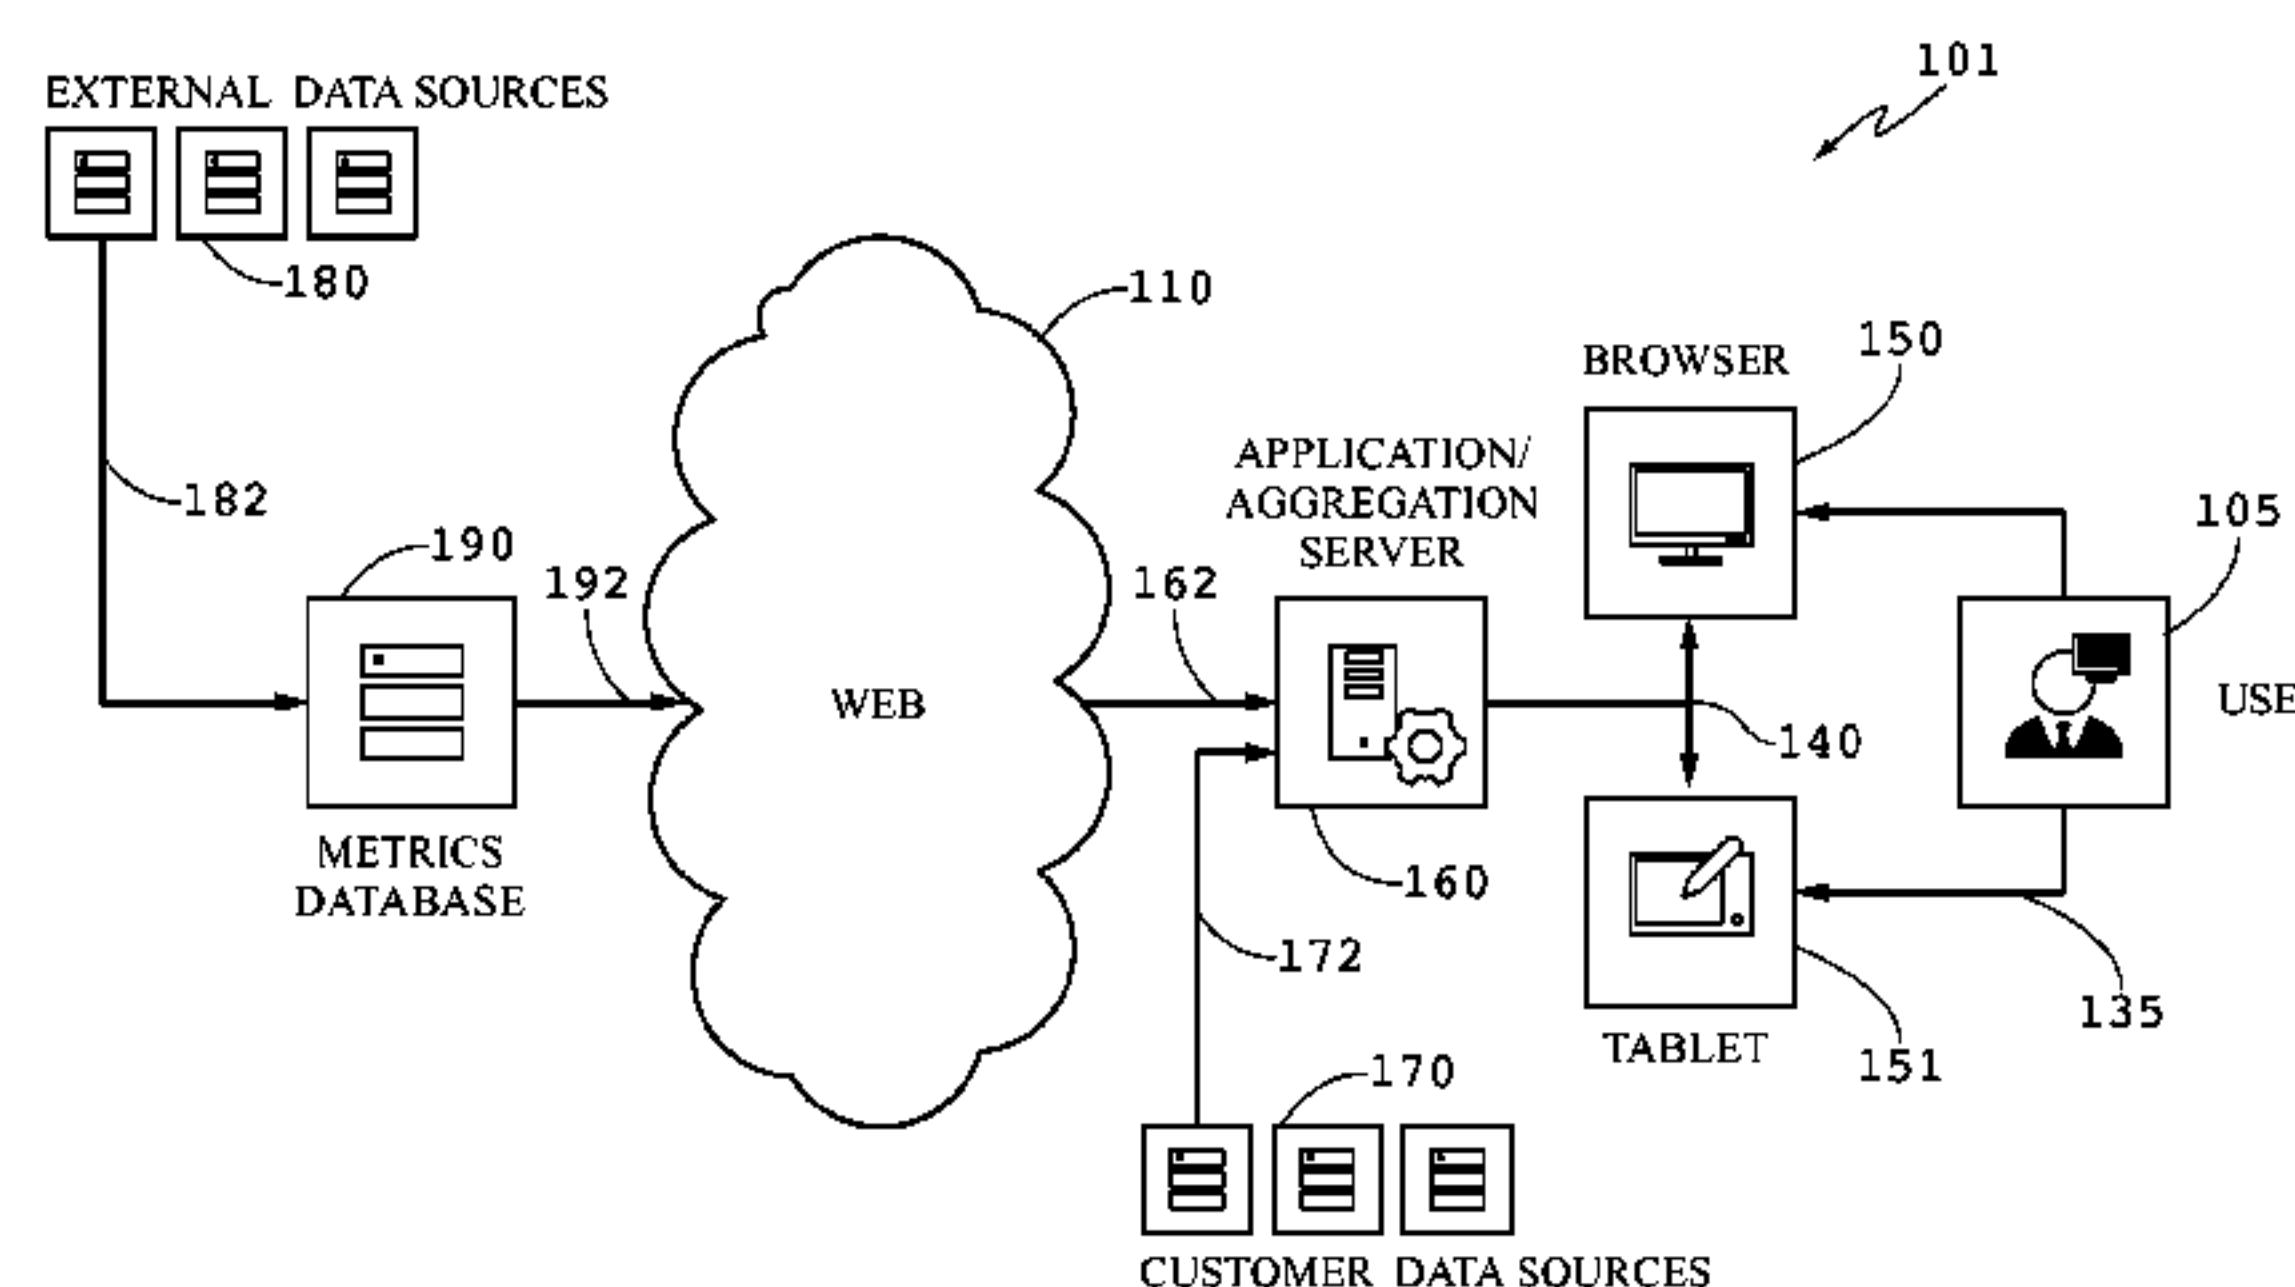 101
EXTERNAL DATA SOURCES
180
110
150
BROWSER
APPLICATION/
AGGREGATION
SERVER
182
105
190
192
162
WEB
USE
140
METRICS
DATABASE
160
172
135
TABLET
151
170
CUSTOMER DATA SOURCES